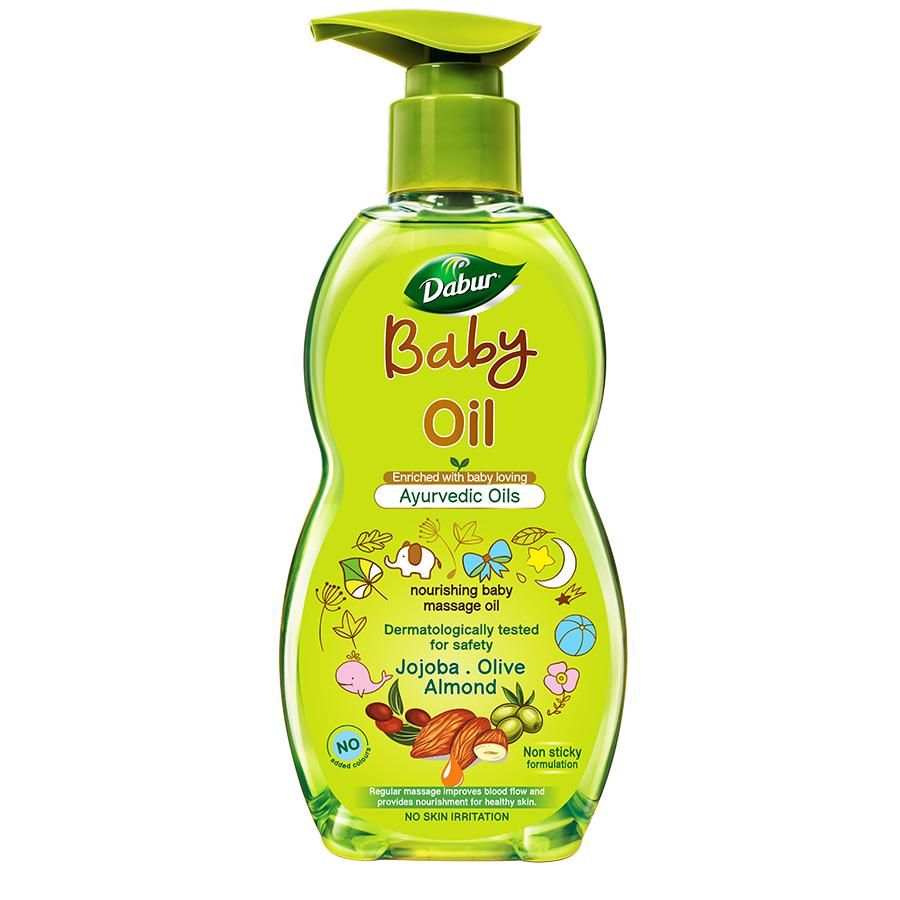 Dabur
Baby
Oil
Enriched with baby loving
Ayurvedic Oils
nourishing baby
massage oil
Dermatologically tested
for safety
Jojoba . Olive
Almond
NO
added colours
Non sticky
formulation
Regular massage improves blood flow and
provides nourishment for healthy skin.
NO SKIN IRRITATION